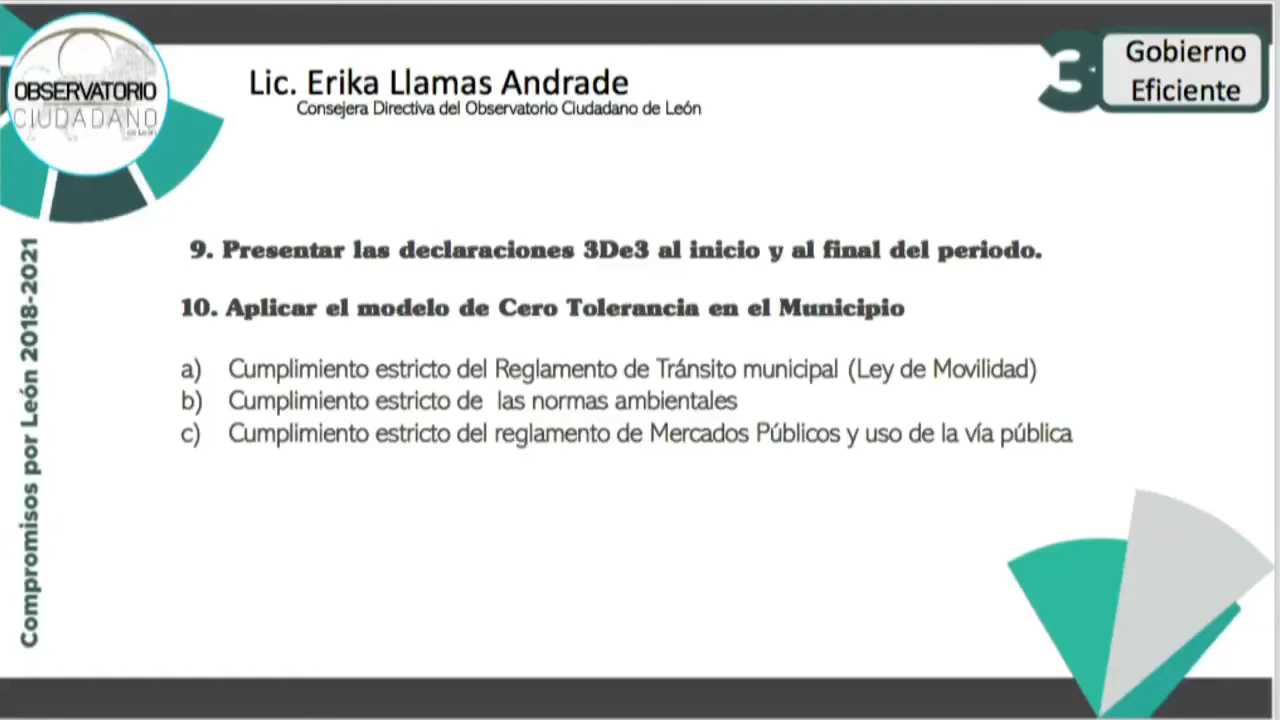 OBSERVATORIO
CIUDADANO
de León
Lic. Erika Llamas Andrade
Consejera Directiva del Observatorio Ciudadano de León
3 Gobierno
Eficiente
9. Presentar las declaraciones 3De3 al inicio y al final del periodo.
10. Aplicar el modelo de Cero Tolerancia en el Municipio
a) Cumplimiento estricto del Reglamento de Tránsito municipal (Ley de Movilidad)
b) Cumplimiento estricto de las normas ambientales
c) Cumplimiento estricto del reglamento de Mercados Públicos y uso de la vía pública
Compromisos por León 2018-2021